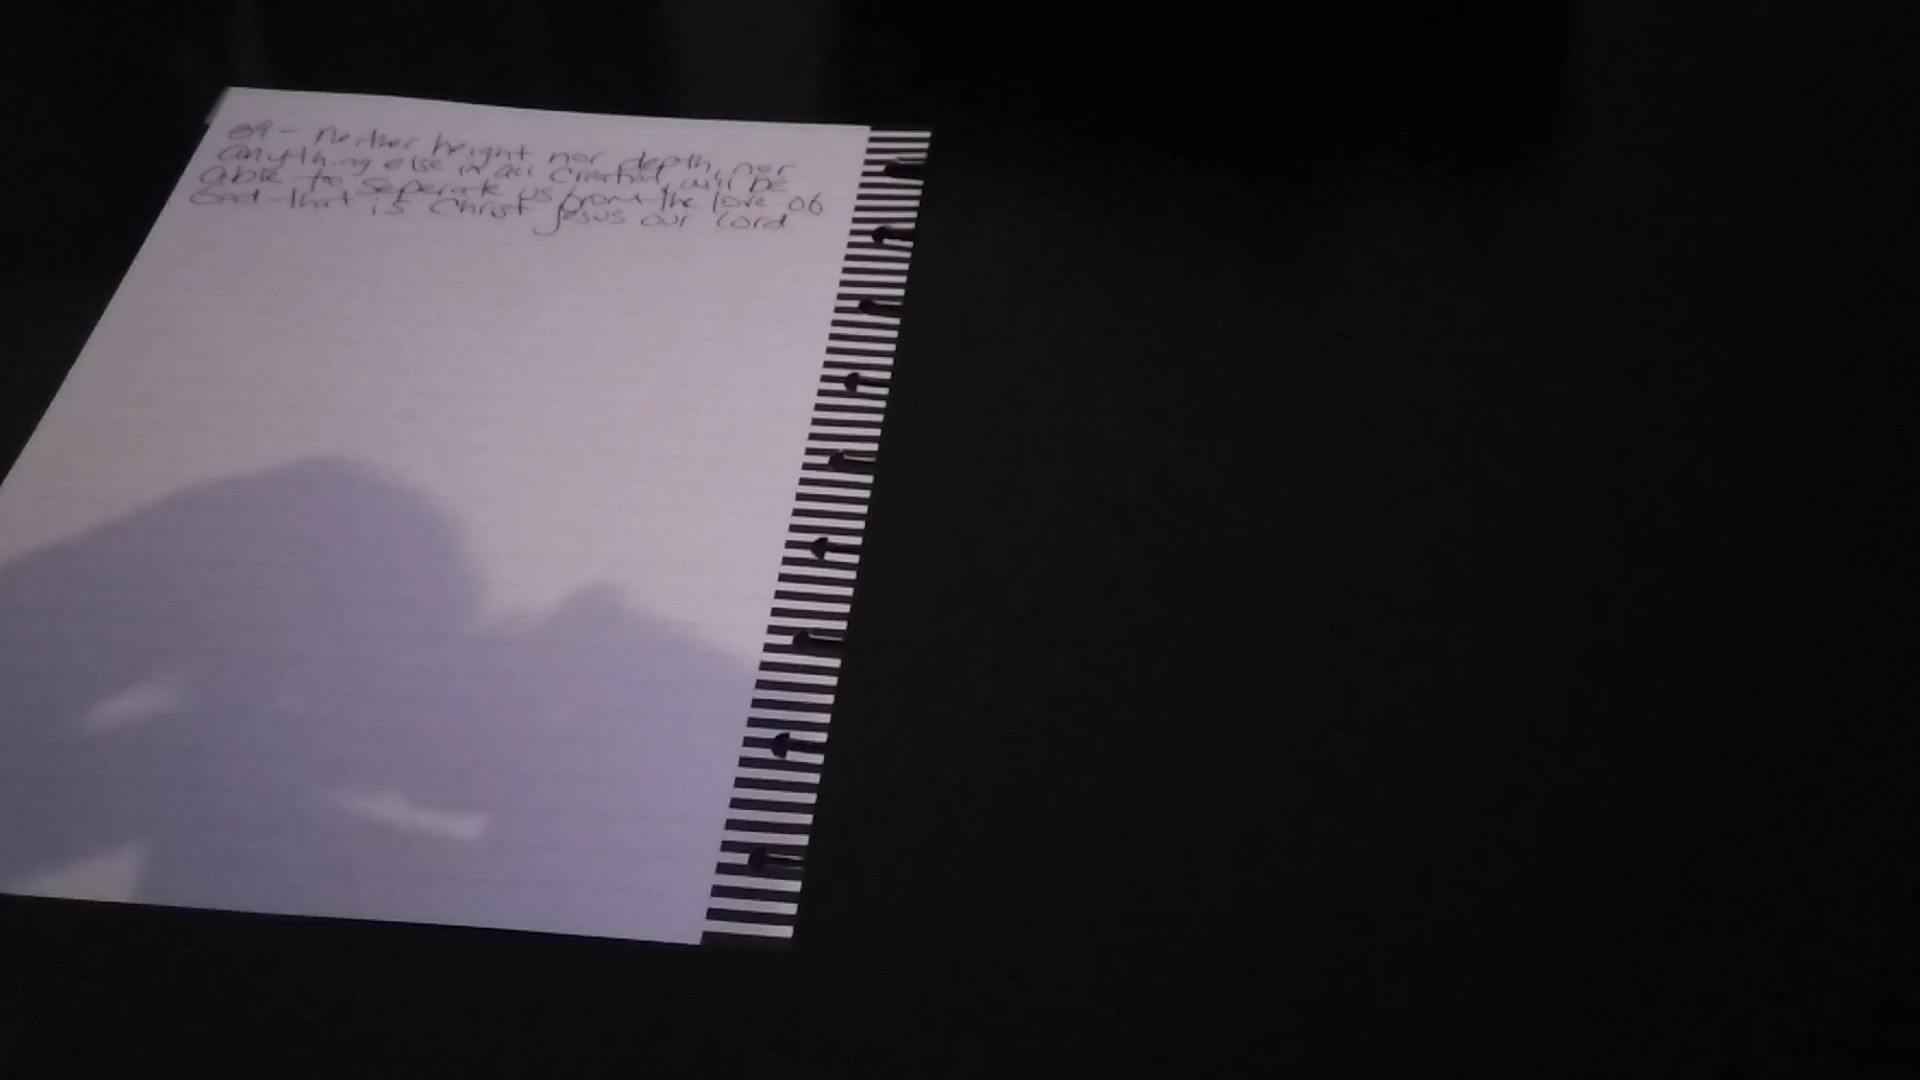 39 - Neither height nor depth, nor
anything else in all creation, will be
able to seperate us from the love of
God that is Christ Jesus our lord